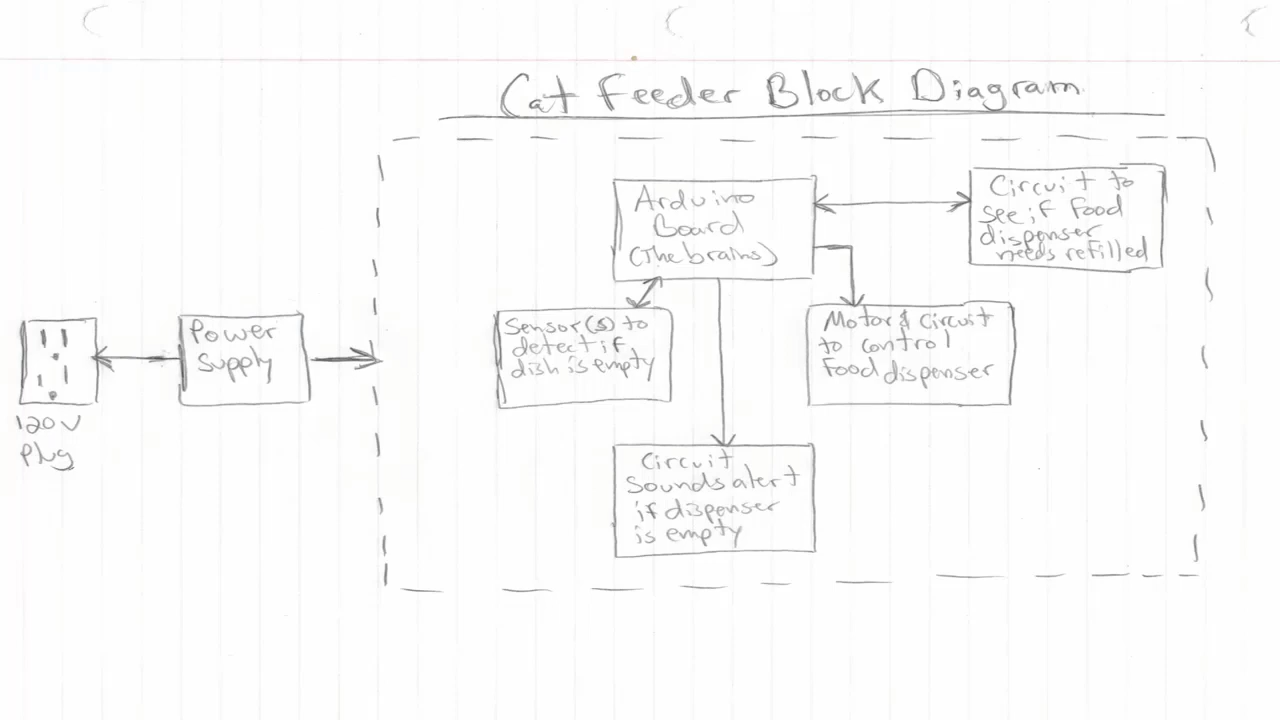 Cat Feeder Block Diagram
Arduino
Board
(The brains)
Circuit to
see if food
dispenser
needs refilled
Sensor(s) to
detect if
dish is empty
Motor & Circuit
to control
Food dispenser
Power
Supply
120V
Plug
Circuit
Sounds alert
if dispenser
is empty